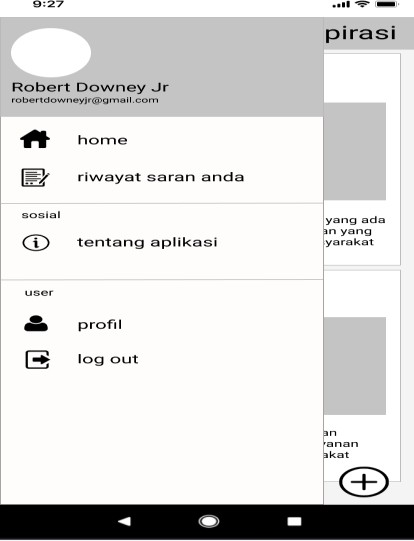 9:27
pirasi
Robert Downey Jr
robertdowneyjr@gmail.com
home
riwayat saran anda
sosial
tentang aplikasi
user
profil
log out
yang ada
an yang
yarakat
an
yanan
akat